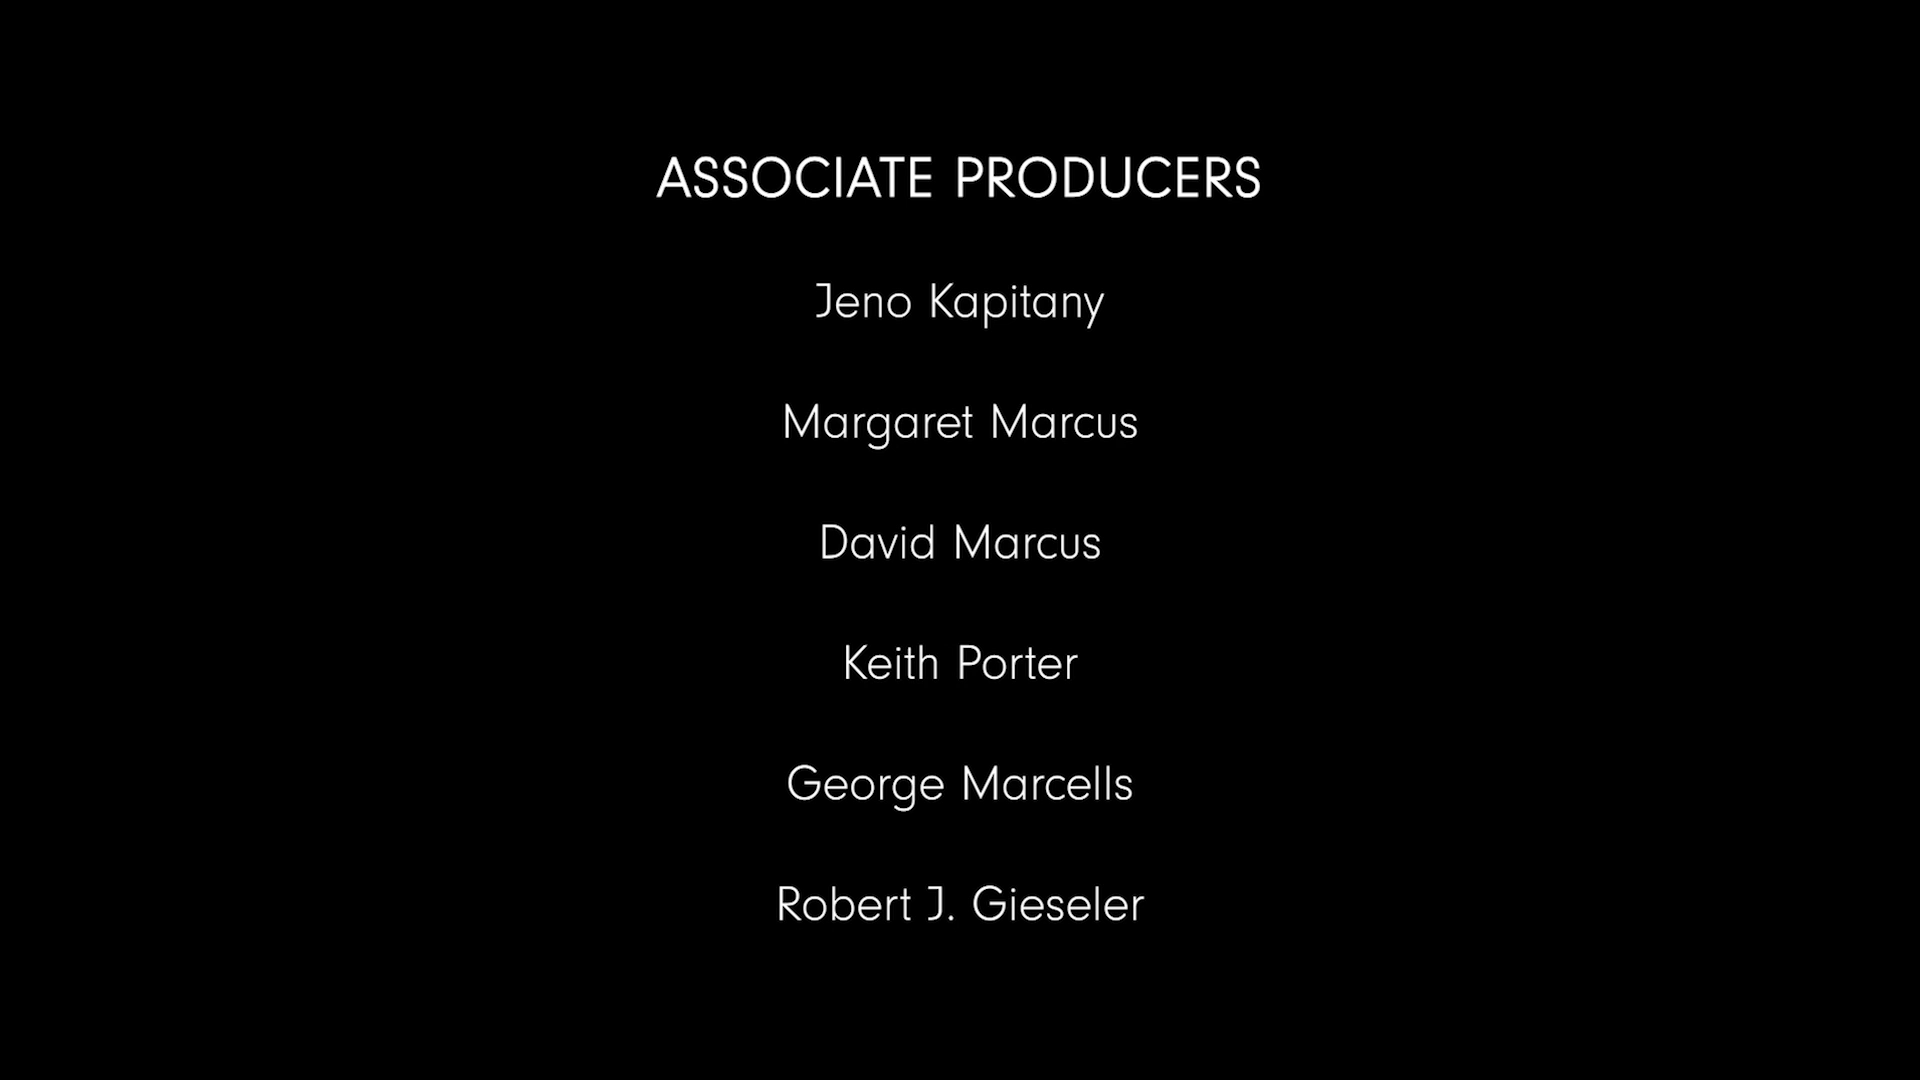 ASSOCIATE PRODUCERS
Jeno Kapitany
Margaret Marcus
David Marcus
Keith Porter
George Marcells
Robert J. Gieseler